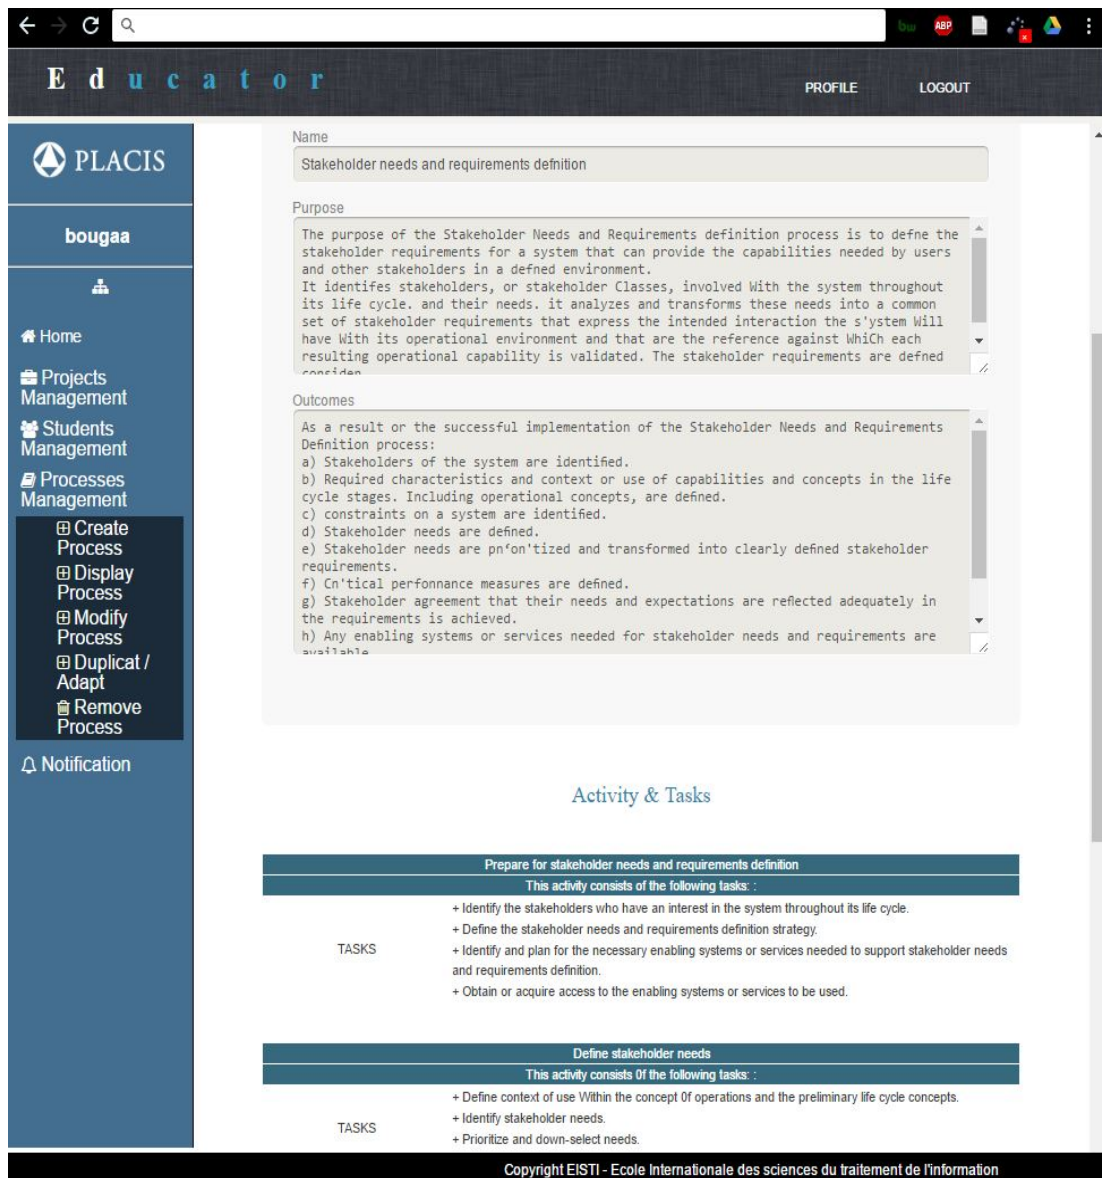 Educator
PROFILE
LOGOUT
PLACIS
bougaa
Home
Projects
Management
Students
Management
Processes
Management
Create
Process
Display
Process
Modify
Process
Duplicat /
Adapt
Remove
Process
Notification
Name
Stakeholder needs and requirements defnition
Purpose
The purpose of the Stakeholder Needs and Requirements definition process is to defne the
stakeholder requirements for a system that can provide the capabilities needed by users
and other stakeholders in a defned environment.
It identifes stakeholders, or stakeholder Classes, involved With the system throughout
its life cycle. and their needs. it analyzes and transforms these needs into a common
set of stakeholder requirements that express the intended interaction the s'ystem Will
have With its operational environment and that are the reference against WhiCh each
resulting operational capability is validated. The stakeholder requirements are defned
considen
Outcomes
As a result or the successful implementation of the Stakeholder Needs and Requirements
Definition process:
a) Stakeholders of the system are identified.
b) Required characteristics and context or use of capabilities and concepts in the life
cycle stages. Including operational concepts, are defined.
c) constraints on a system are identified.
d) Stakeholder needs are defined.
e) Stakeholder needs are pn‘on'tized and transformed into clearly defined stakeholder
requirements.
f) Cn'tical perfonnance measures are defined.
g) Stakeholder agreement that their needs and expectations are reflected adequately in
the requirements is achieved.
h) Any enabling systems or services needed for stakeholder needs and requirements are
available
Activity & Tasks
Prepare for stakeholder needs and requirements definition
This activity consists of the following tasks: :
TASKS
+ Identify the stakeholders who have an interest in the system throughout its life cycle.
+ Define the stakeholder needs and requirements definition strategy.
+ Identify and plan for the necessary enabling systems or services needed to support stakeholder needs
and requirements definition.
+ Obtain or acquire access to the enabling systems or services to be used.
Define stakeholder needs
This activity consists 0f the following tasks: :
TASKS
+ Define context of use Within the concept 0f operations and the preliminary life cycle concepts.
+ Identify stakeholder needs.
+ Prioritize and down-select needs.
Copyright EISTI - Ecole Internationale des sciences du traitement de l'information